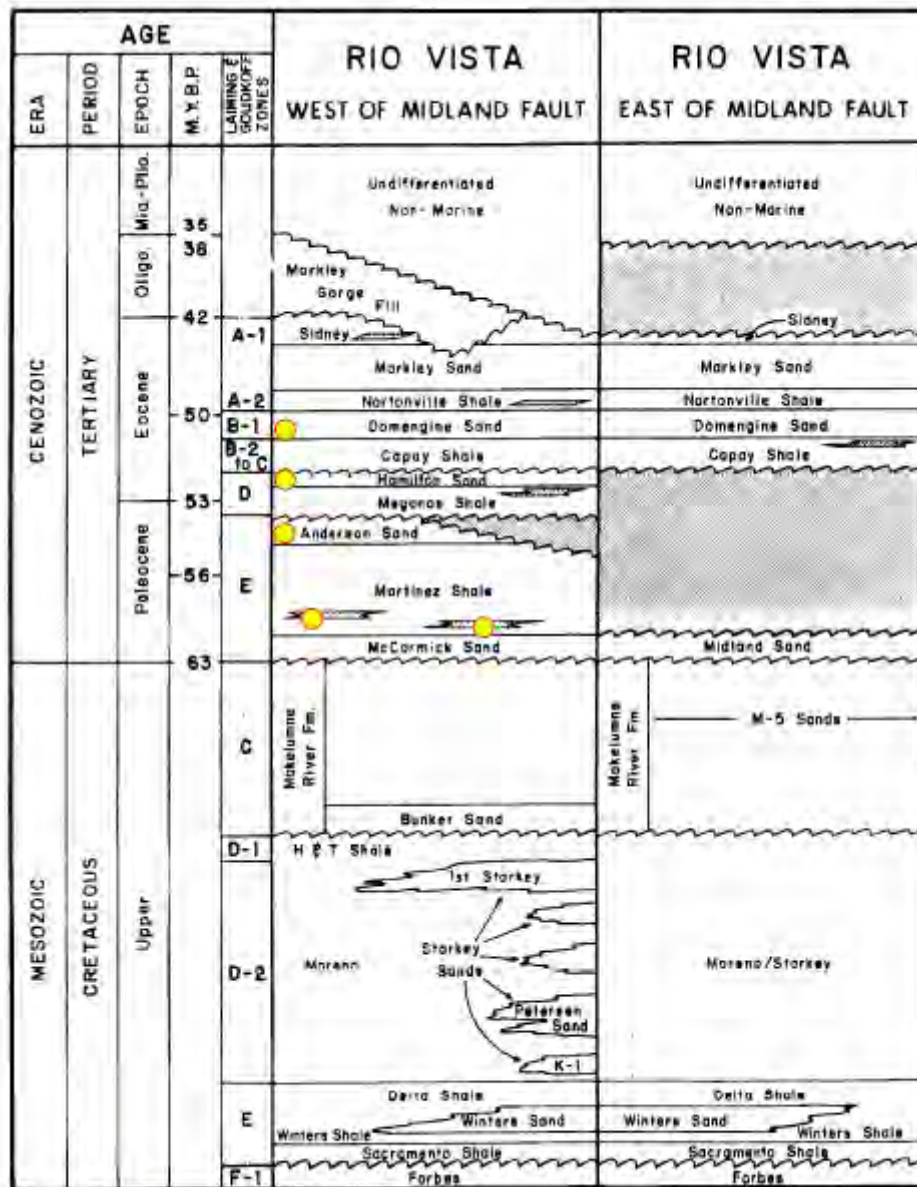 AGE
ERA
PERIOD
EPOCH
M.Y.B.P.
LAIMING &
GOUDKOFF
ZONES
RIO VISTA
WEST OF MIDLAND FAULT
RIO VISTA
EAST OF MIDLAND FAULT
CENOZOIC
TERTIARY
Mio.-Plio.
Oligo.
Eocene
Paleocene
35
38
42
50
53
56
63
A-1
A-2
B-1
B-2
to C
D
E
Undifferentiated
Non-Marine
Markley
Gorge
Fill
Sidney
Markley Sand
Nortonville Shale
Domengine Sand
Capay Shale
Hamilton Sand
Meganos Shale
Anderson Sand
Martinez Shale
McCormick Sand
Undifferentiated
Non-Marine
Sidney
Markley Sand
Nortonville Shale
Domengine Sand
Capay Shale
Midland Sand
MESOZOIC
CRETACEOUS
Upper
C
D-1
D-2
E
F-1
Mokelumne
River Fm.
Bunker Sand
H & T Shale
1st Starkey
Starkey
Sands
Moreno
Petersen
Sand
K-1
Delta Shale
Winters Sand
Winters Shale
Sacramento Shale
Forbes
Mokelumne
River Fm.
M-5 Sands
Moreno/Starkey
Delta Shale
Winters Sand
Winters Shale
Sacramento Shale
Forbes